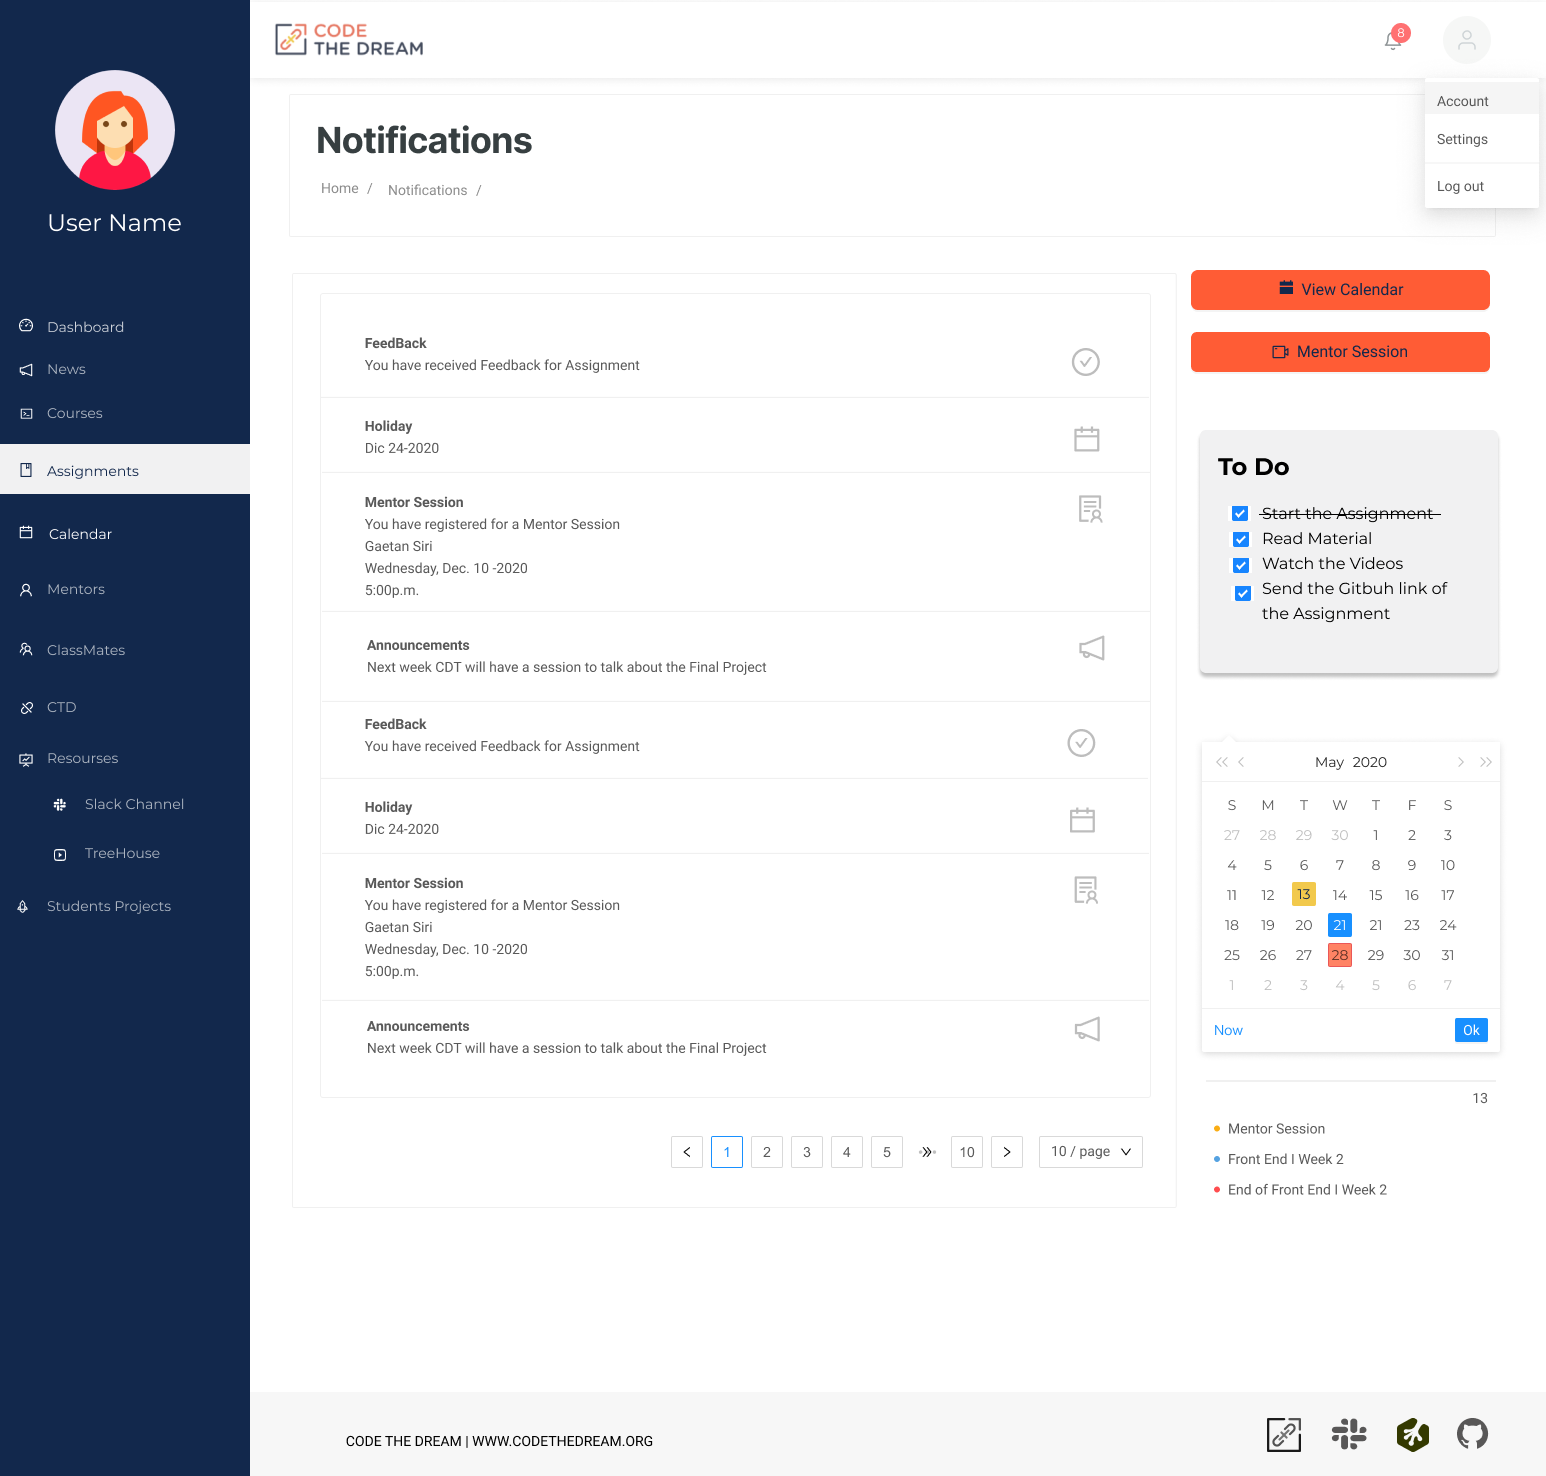 CODE
THE DREAM
8
User Name
Dashboard
News
Courses
Assignments
Calendar
Mentors
ClassMates
CTD
Resourses
Slack Channel
TreeHouse
Students Projects
Account
Settings
Log out
Notifications
Home / Notifications /
FeedBack
You have received Feedback for Assignment
Holiday
Dic 24-2020
Mentor Session
You have registered for a Mentor Session
Gaetan Siri
Wednesday, Dec. 10 -2020
5:00p.m.
Announcements
Next week CDT will have a session to talk about the Final Project
FeedBack
You have received Feedback for Assignment
Holiday
Dic 24-2020
Mentor Session
You have registered for a Mentor Session
Gaetan Siri
Wednesday, Dec. 10 -2020
5:00p.m.
Announcements
Next week CDT will have a session to talk about the Final Project
< 1 2 3 4 5 10 > 10 / page
View Calendar
Mentor Session
To Do
Start the Assignment
Read Material
Watch the Videos
Send the Gitbuh link of
the Assignment
May 2020
S M T W T F S
27 28 29 30 1 2 3
4 5 6 7 8 9 10
11 12 13 14 15 16 17
18 19 20 21 21 23 24
25 26 27 28 29 30 31
1 2 3 4 5 6 7
Now Ok
13
Mentor Session
Front End I Week 2
End of Front End I Week 2
CODE THE DREAM | WWW.CODETHEDREAM.ORG